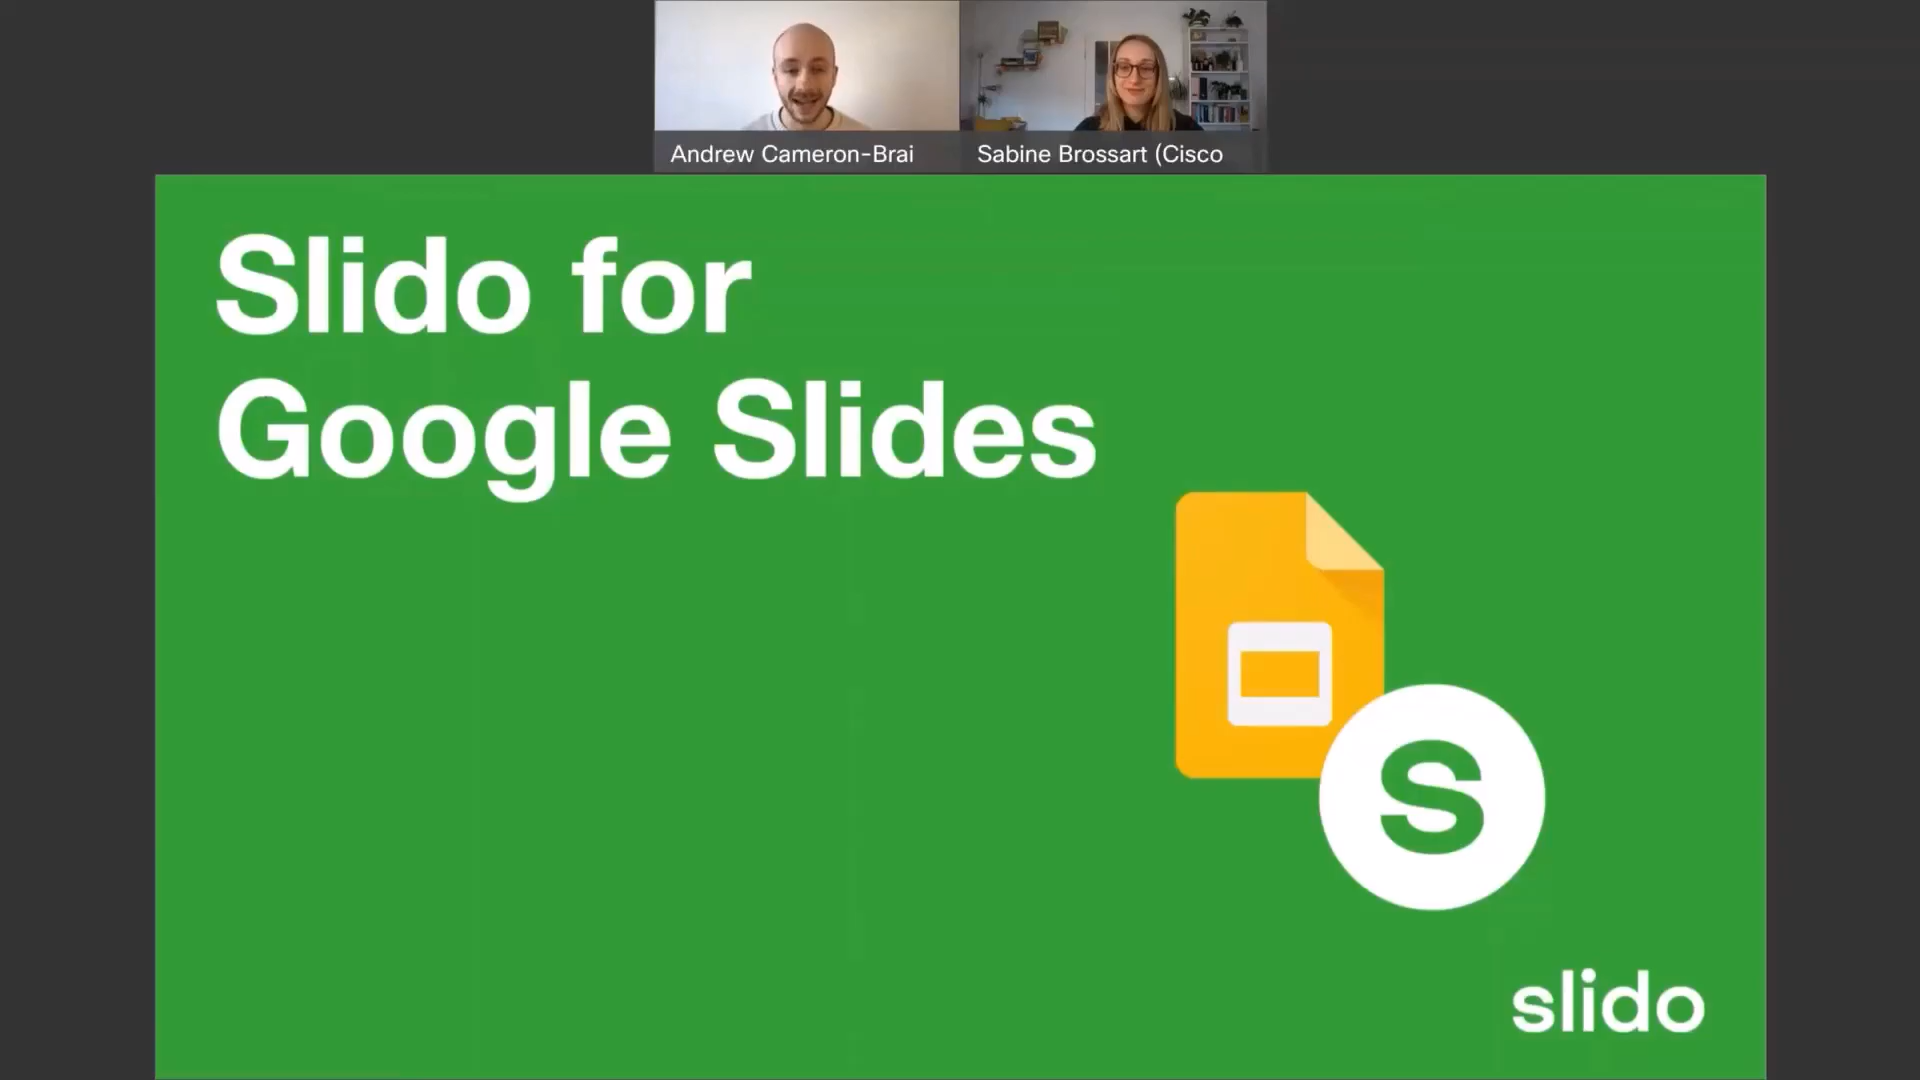 Andrew Cameron-Brai
Sabine Brossart (Cisco
Slido for
Google Slides
S
slido